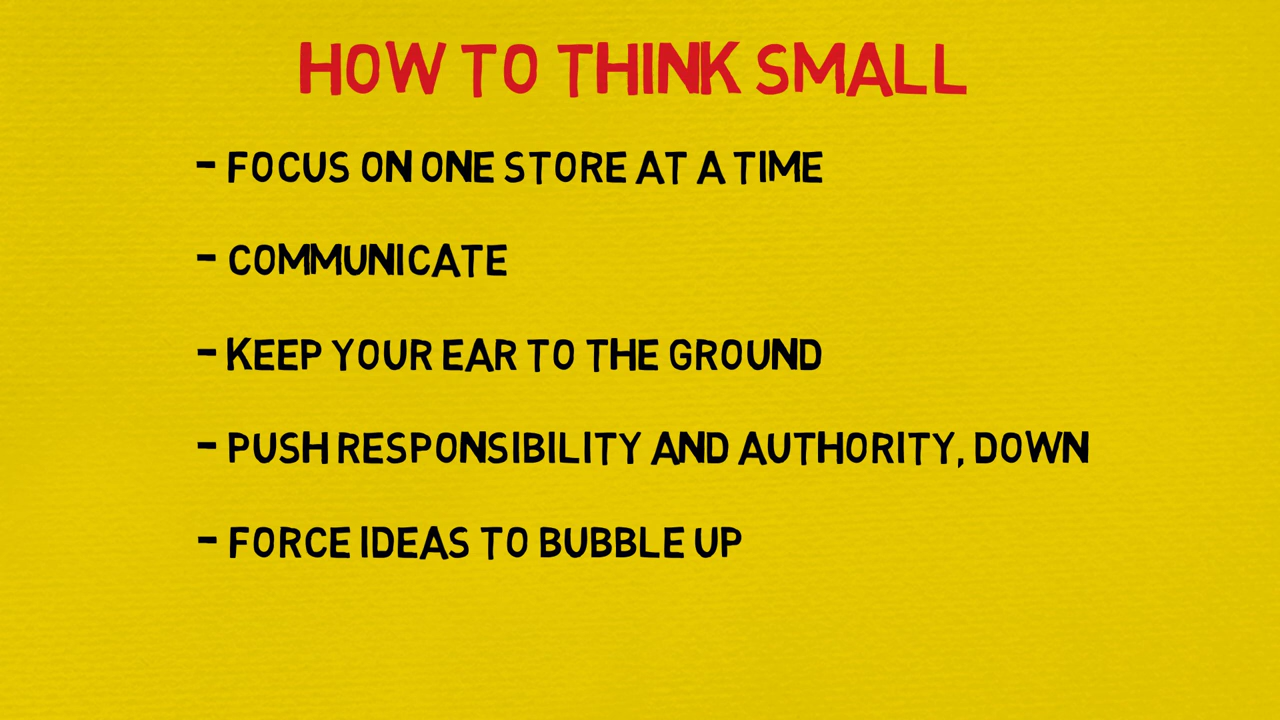 HOW TO THINK SMALL
- FOCUS ON ONE STORE AT A TIME
- COMMUNICATE
- KEEP YOUR EAR TO THE GROUND
- PUSH RESPONSIBILITY AND AUTHORITY, DOWN
- FORCE IDEAS TO BUBBLE UP